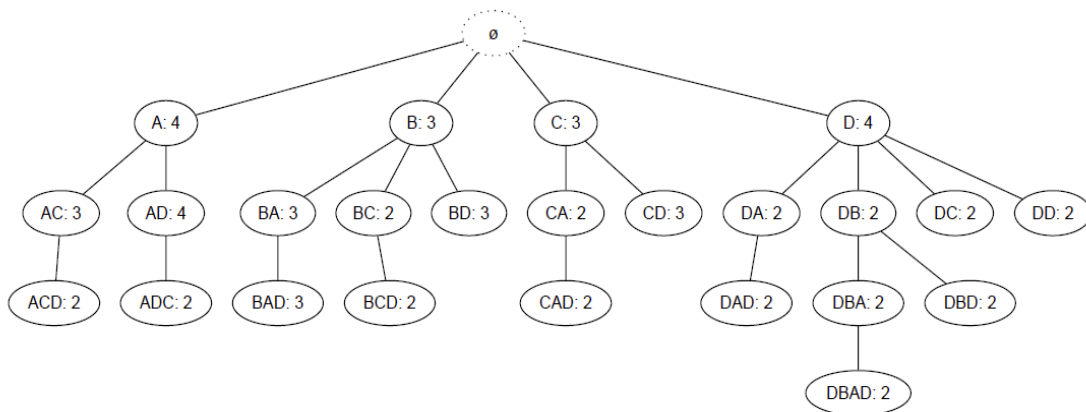 ø
A: 4 B: 3 C: 3 D: 4
AC: 3 AD: 4 BA: 3 BC: 2 BD: 3 CA: 2 CD: 3 DA: 2 DB: 2 DC: 2 DD: 2
ACD: 2 ADC: 2 BAD: 3 BCD: 2 CAD: 2 DAD: 2 DBA: 2 DBD: 2
DBAD: 2